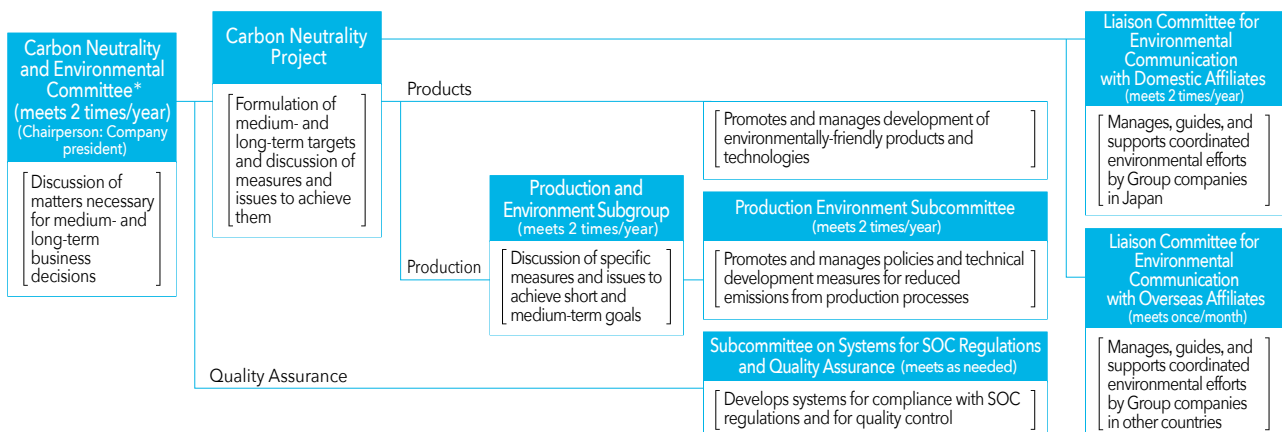 Carbon Neutrality
and Environmental
Committee*
(meets 2 times/year)
(Chairperson: Company
president)
Discussion of
matters necessary
for medium- and
long-term
business
decisions
Carbon Neutrality
Project
Formulation of
medium- and
long-term targets
and discussion of
measures and
issues to achieve
them
Products
Promotes and manages development of
environmentally-friendly products and
technologies
Production
Production and
Environment Subgroup
(meets 2 times/year)
Discussion of specific
measures and issues to
achieve short and
medium-term goals
Production Environment Subcommittee
(meets 2 times/year)
Promotes and manages policies and technical
development measures for reduced
emissions from production processes
Quality Assurance
Subcommittee on Systems for SOC Regulations
and Quality Assurance (meets as needed)
Develops systems for compliance with SOC
regulations and for quality control
Liaison Committee for
Environmental
Communication
with Domestic Affiliates
(meets 2 times/year)
Manages, guides, and
supports coordinated
environmental efforts
by Group companies
in Japan
Liaison Committee for
Environmental
Communication
with Overseas Affiliates
(meets once/month)
Manages, guides, and
supports coordinated
environmental efforts
by Group companies
in other countries